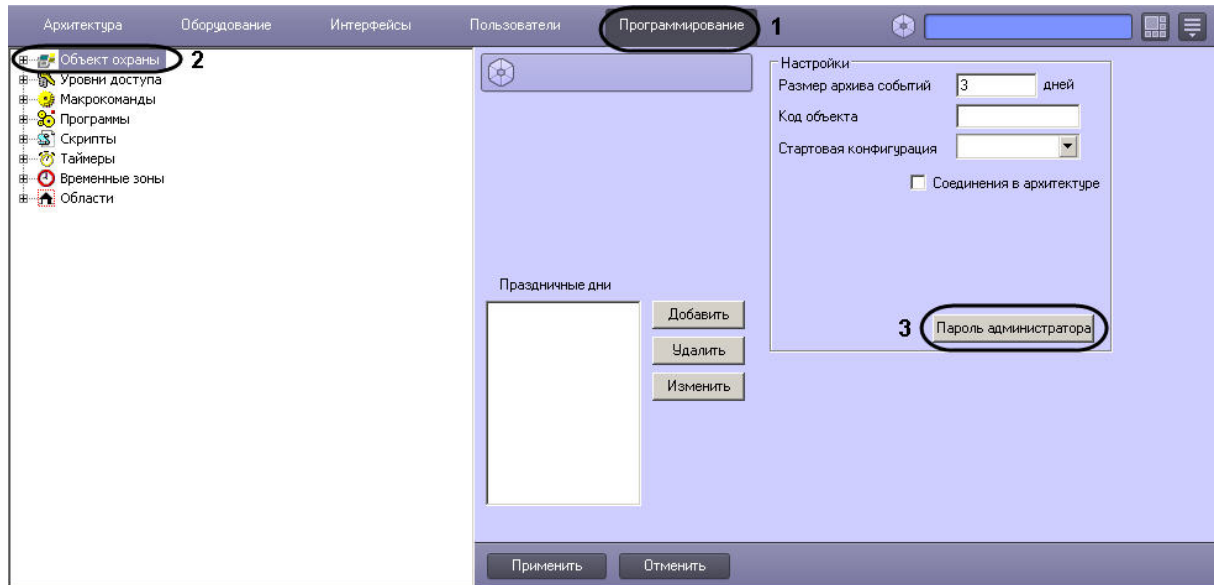 Архитектура Оборудование Интерфейсы Пользователи Программирование 1
Объект охраны 2
Уровни доступа
Макрокоманды
Программы
Скрипты
Таймеры
Временные зоны
Области
Настройки
Размер архива событий 3 дней
Код объекта
Стартовая конфигурация
Соединения в архитектуре
3 Пароль администратора
Праздничные дни
Добавить
Удалить
Изменить
Применить Отменить